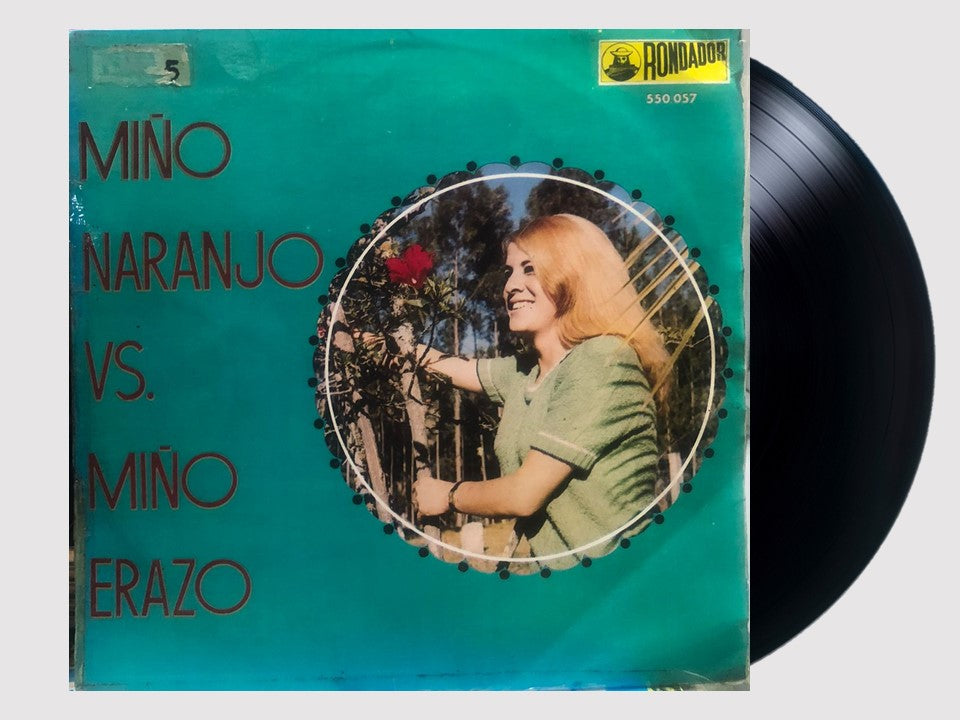 5
RONDADOR
550 057
MIÑO
NARANJO
VS.
MIÑO
ERAZO